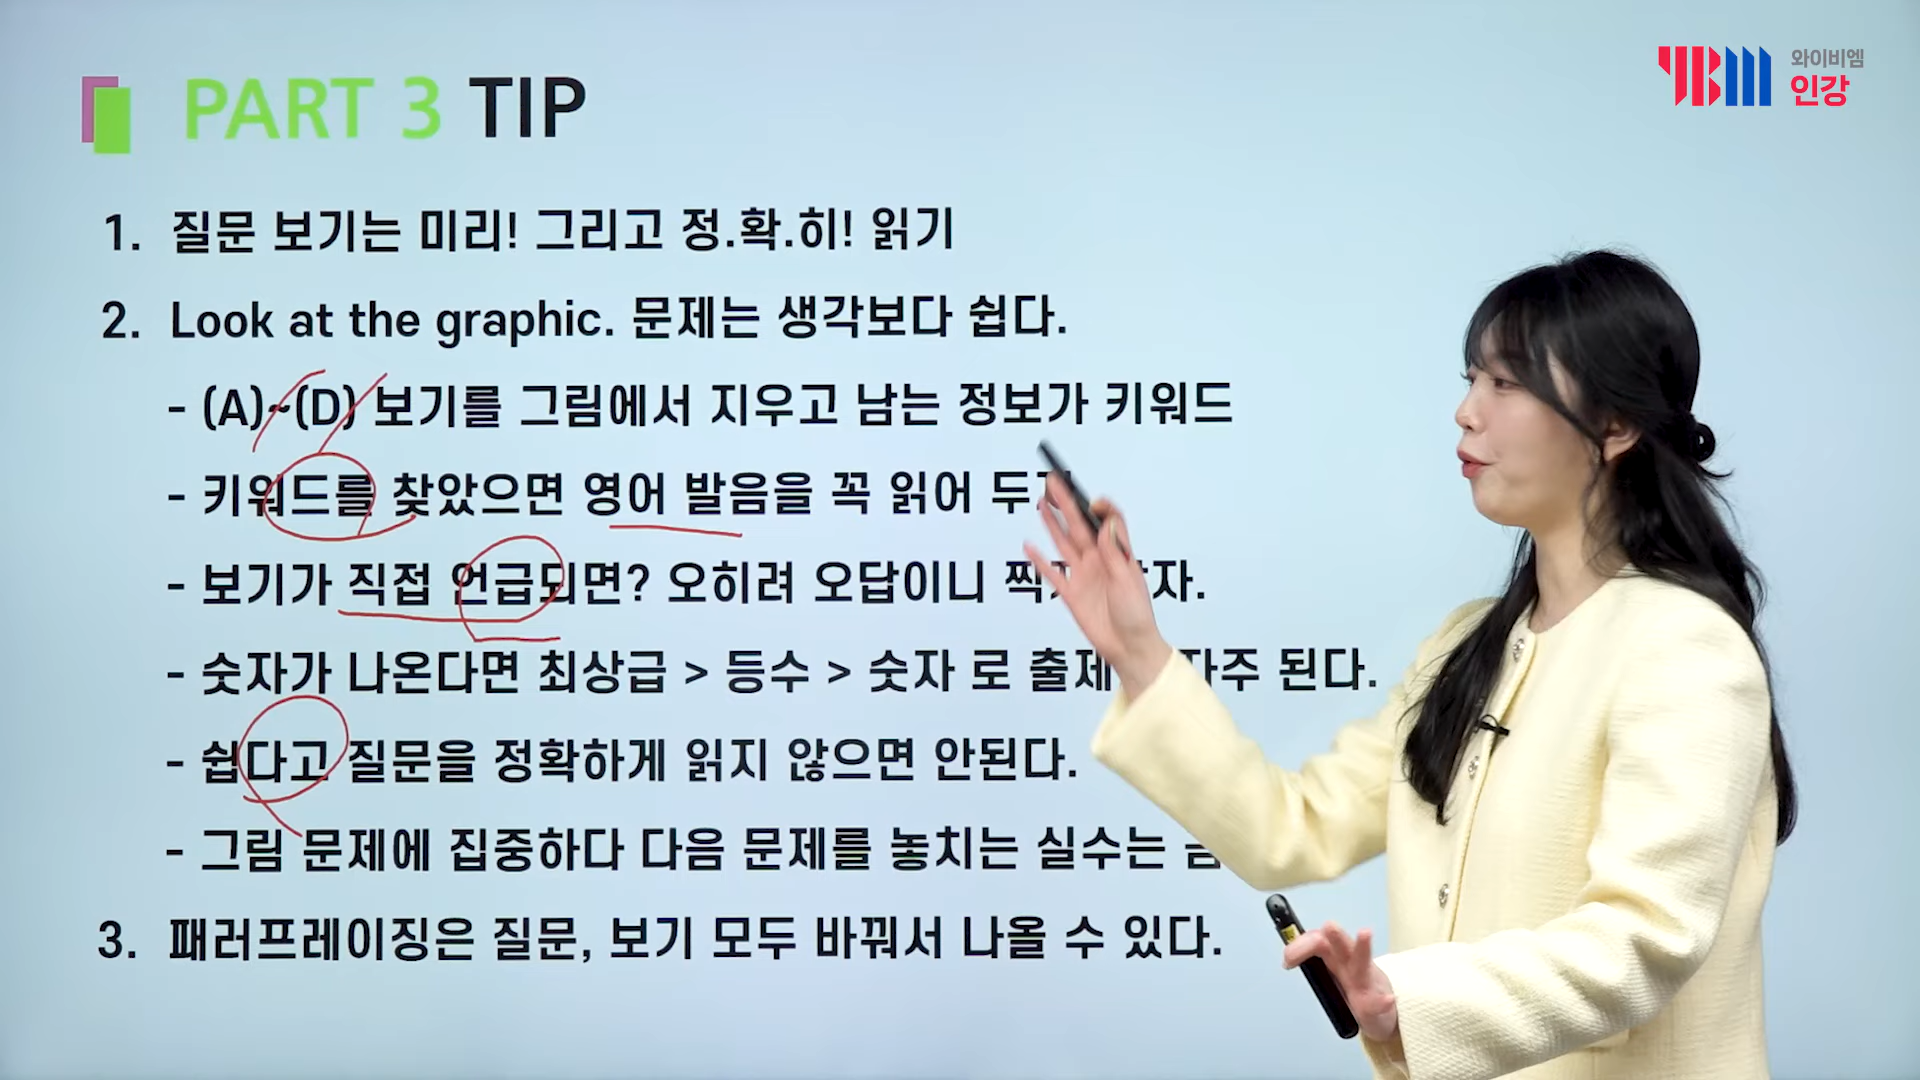 PART 3 TIP
YBM 와이비엠
인강
1. 질문 보기는 미리! 그리고 정.확.히! 읽기
2. Look at the graphic. 문제는 생각보다 쉽다.
- (A)~(D) 보기를 그림에서 지우고 남는 정보가 키워드
- 키워드를 찾았으면 영어 발음을 꼭 읽어
- 보기가 직접 언급되면? 오히려 오답이니
- 숫자가 나온다면 최상급 > 등수 > 숫자 로 출제 된다.
- 쉽다고 질문을 정확하게 읽지 않으면 안된다.
- 그림 문제에 집중하다 다음 문제를 놓치는 실수는
3. 패러프레이징은 질문, 보기 모두 바꿔서 나올 수 있다.